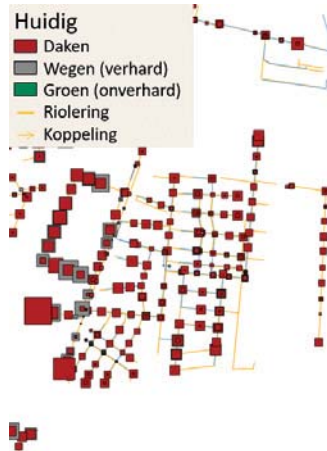 Huidig
Daken
Wegen (verhard)
Groen (onverhard)
Riolering
Koppeling